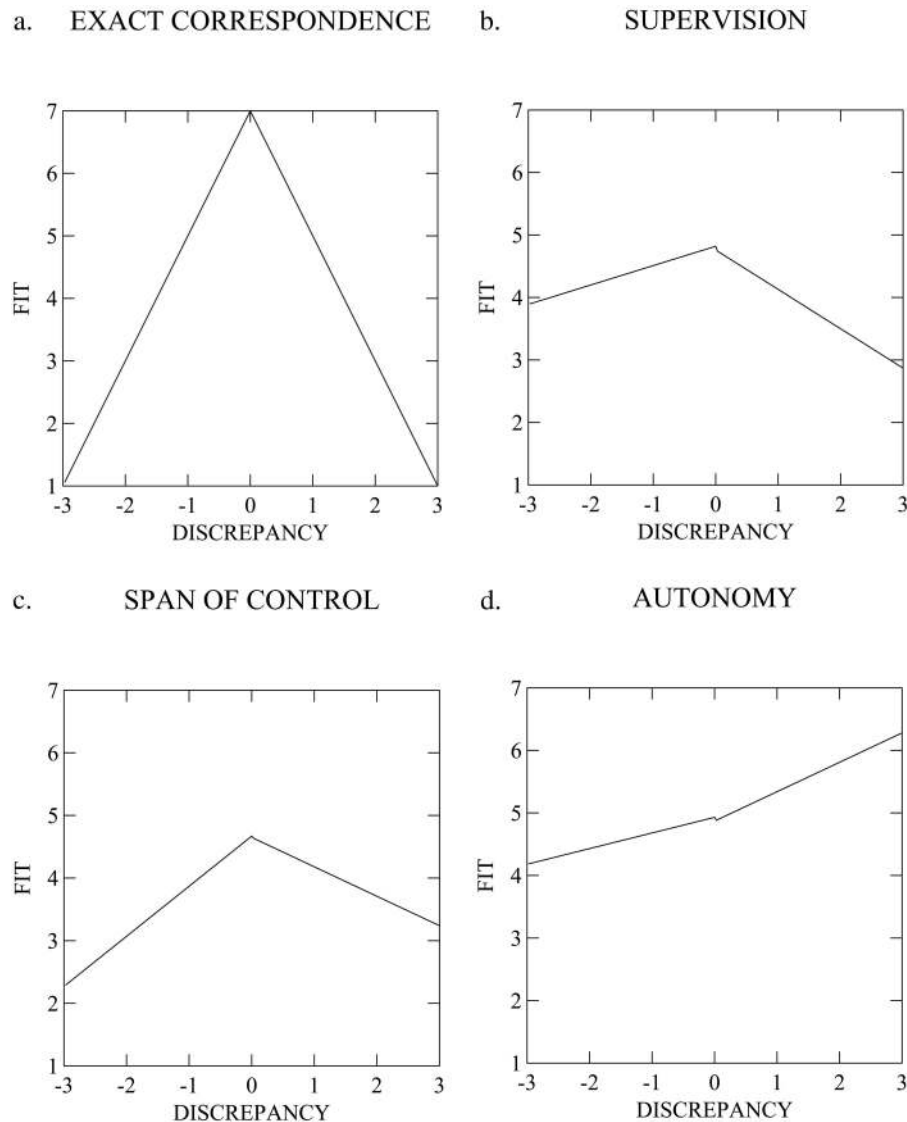 a. EXACT CORRESPONDENCE
7
6
5
4
3
2
1
FIT
-3 -2 -1 0 1 2 3
DISCREPANCY
b. SUPERVISION
7
6
5
4
3
2
1
FIT
-3 -2 -1 0 1 2 3
DISCREPANCY
c. SPAN OF CONTROL
7
6
5
4
3
2
1
FIT
-3 -2 -1 0 1 2 3
DISCREPANCY
d. AUTONOMY
7
6
5
4
3
2
1
FIT
-3 -2 -1 0 1 2 3
DISCREPANCY